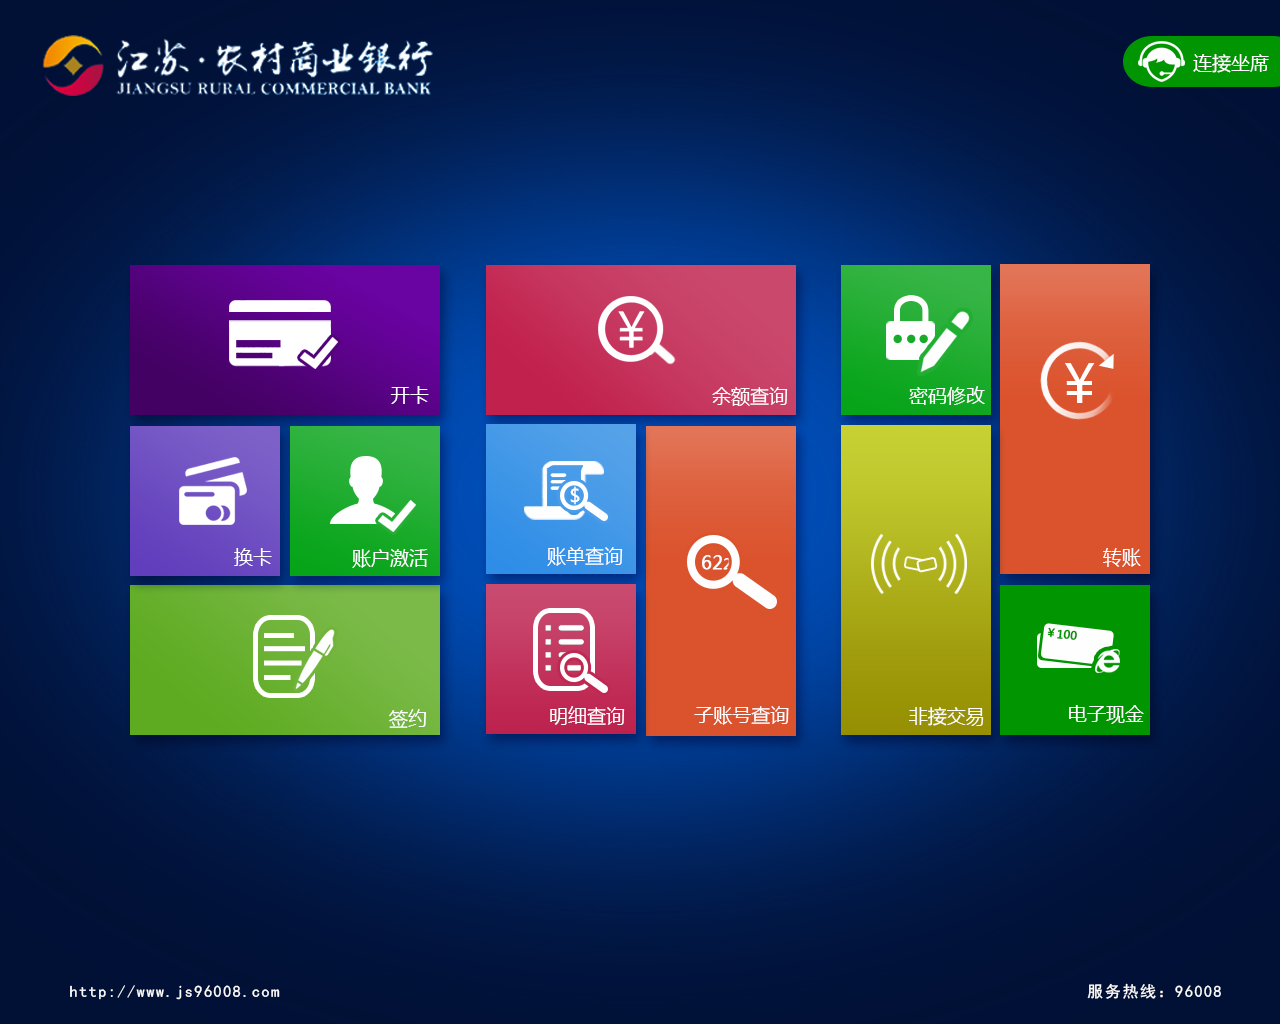 江苏·农村商业银行
JIANGSU RURAL COMMERCIAL BANK
连接坐席
开卡
余额查询
密码修改
¥
¥
换卡
账户激活
$
账单查询
622
转账
签约
明细查询
子账号查询
非接交易
¥100
e
电子现金
http://www.js96008.com
服务热线：96008